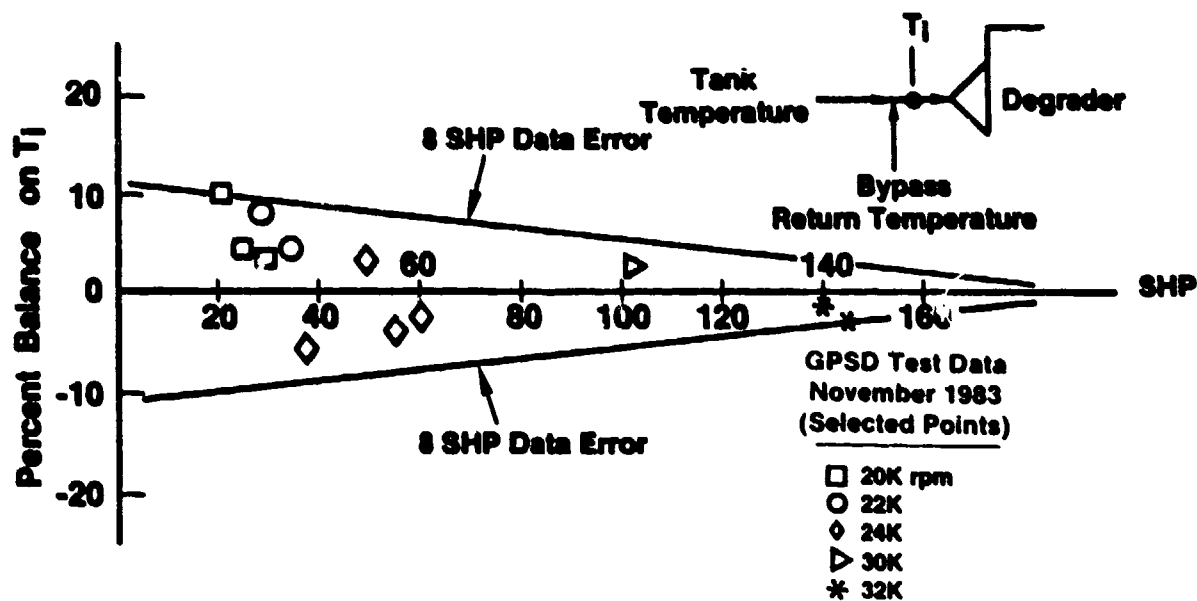 Percent Balance on Ti
20
10
0
-10
-20
Ti
Tank
Temperature
Degrader
Bypass
Return Temperature
8 SHP Data Error
60
140
SHP
20
40
80
100
120
160
8 SHP Data Error
GPSD Test Data
November 1983
(Selected Points)
20K rpm
22K
24K
30K
32K